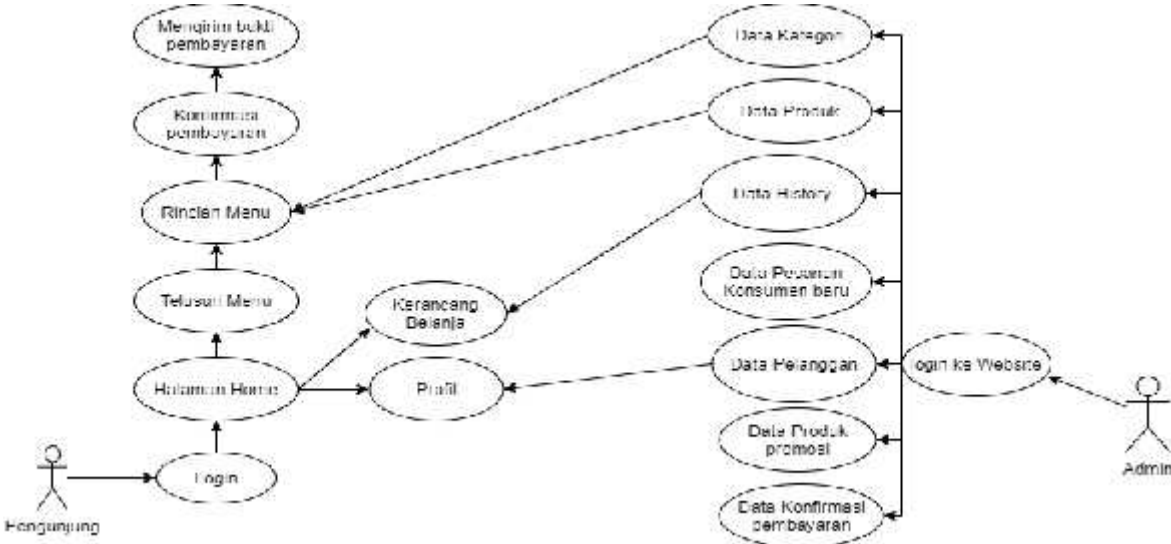 Mengirim bukti
pembayaran
Konfirmasi
pembayaran
Rincian Menu
Telusuri Menu
Halaman Home
Login
Pengunjung
Keranjang
Belanja
Profil
Data Kategori
Data Produk
Data History
Data Pesanan
Konsumen baru
Data Pelanggan
Data Produk
promosi
Data Konfirmasi
pembayaran
ogin ke Website
Admin